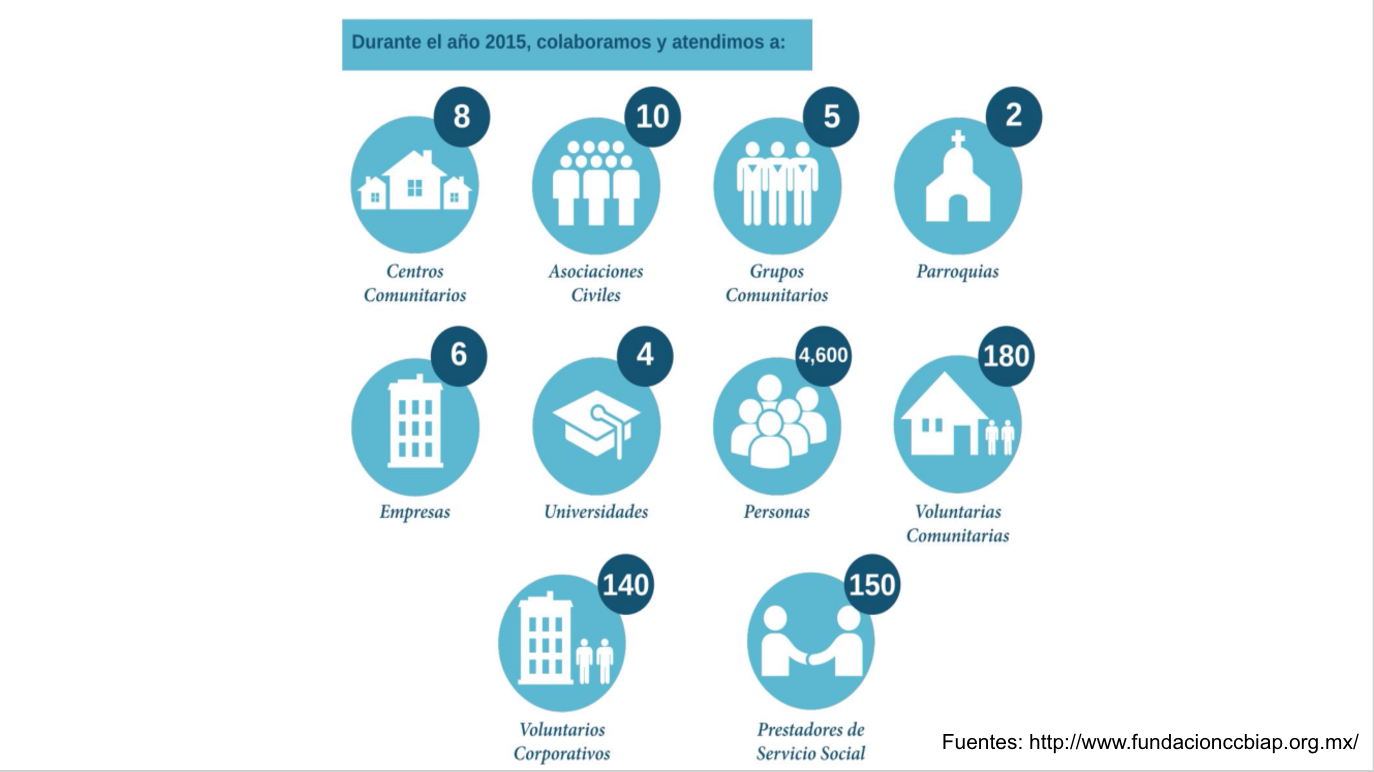 Durante el año 2015, colaboramos y atendimos a:
8
Centros
Comunitarios
10
Asociaciones
Civiles
5
Grupos
Comunitarios
2
Parroquias
6
Empresas
4
Universidades
4,600
Personas
180
Voluntarias
Comunitarias
140
Voluntarios
Corporativos
150
Prestadores de
Servicio Social
Fuentes: http://www.fundacionccbiap.org.mx/